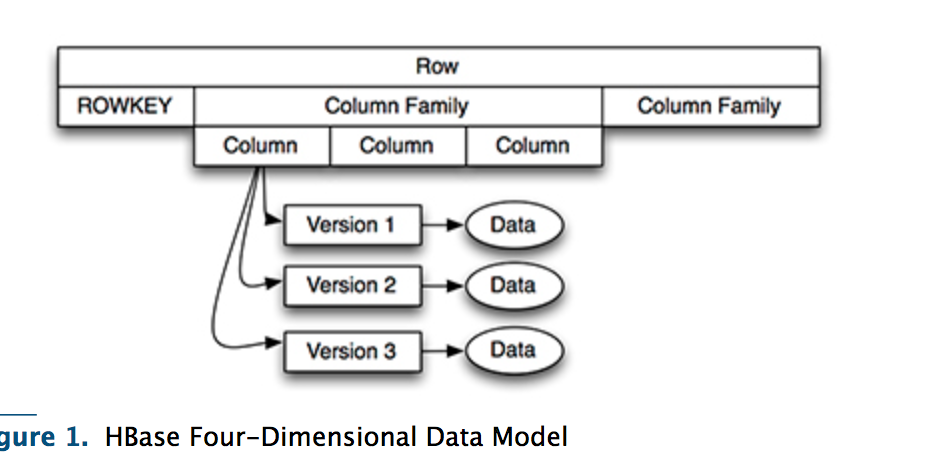 Row
ROWKEY Column Family Column Family
Column Column Column
Version 1 Data
Version 2 Data
Version 3 Data
gure 1. HBase Four-Dimensional Data Model